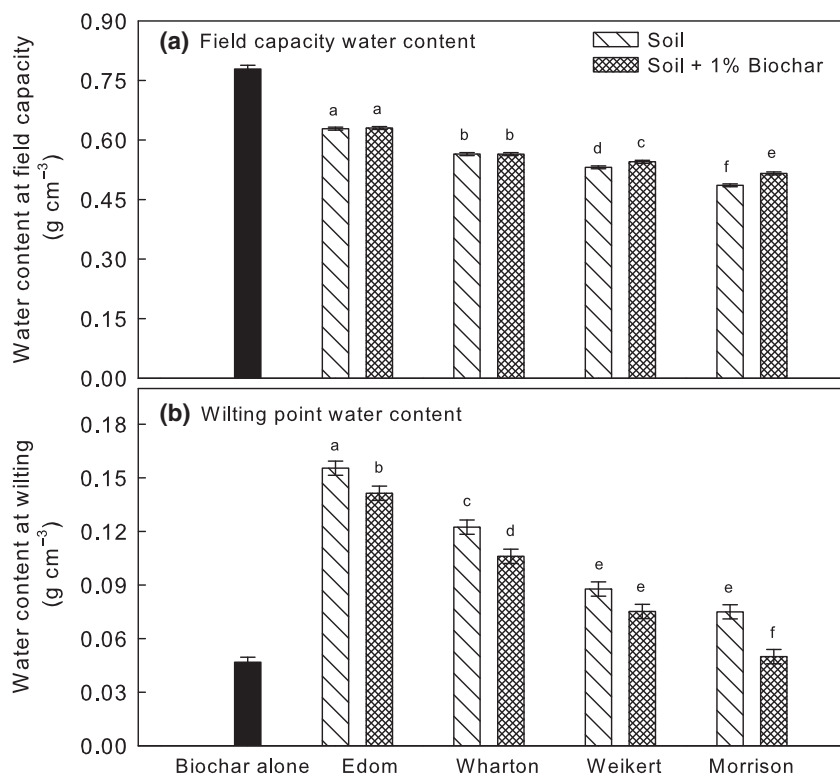 (a) Field capacity water content
Soil
Soil + 1% Biochar
Water content at field capacity
(g cm⁻³)
0.90
0.75
0.60
0.45
0.30
0.15
0.00
a
a
b
b
d
c
f
e
(b) Wilting point water content
Water content at wilting
(g cm⁻³)
0.18
0.15
0.12
0.09
0.06
0.03
0.00
a
b
c
d
e
e
e
f
Biochar alone Edom Wharton Weikert Morrison